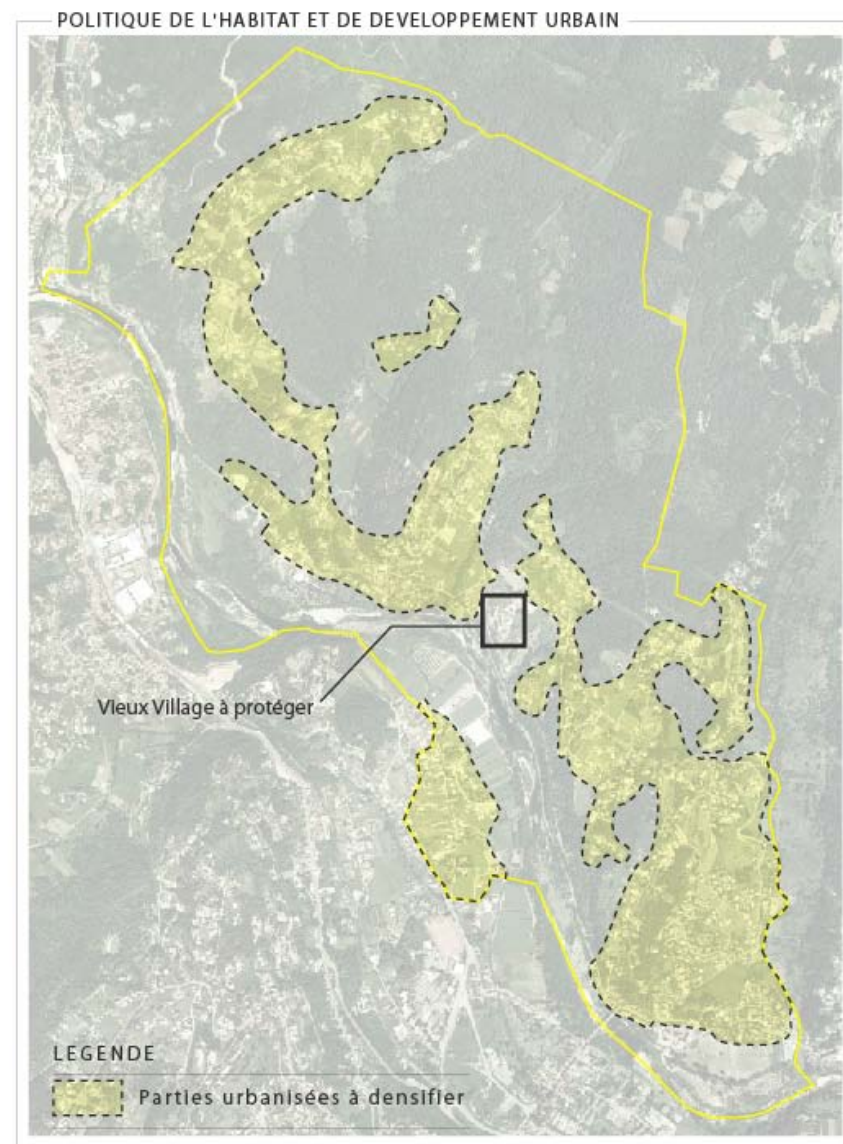 POLITIQUE DE L'HABITAT ET DE DEVELOPPEMENT URBAIN
Vieux Village à protéger
LEGENDE
Parties urbanisées à densifier